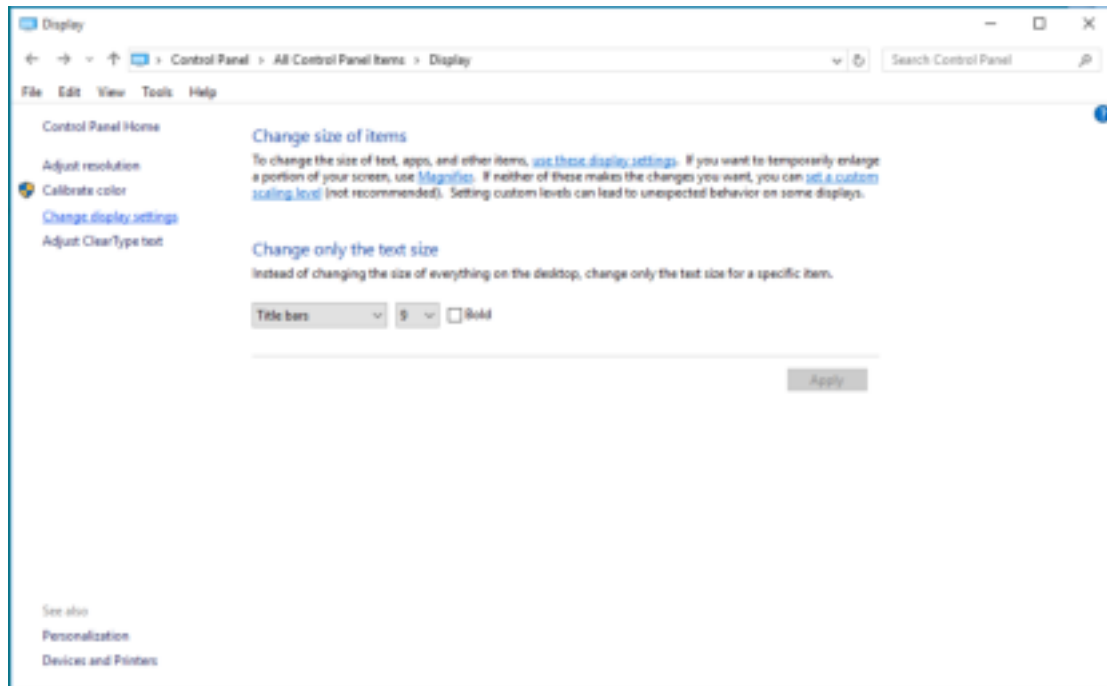 Display
Control Panel > All Control Panel Items > Display
Search Control Panel
File Edit View Tools Help
Control Panel Home
Adjust resolution
Calibrate color
Change display settings
Adjust ClearType text
Change size of items
To change the size of text, apps, and other items, use these display settings. If you want to temporarily enlarge
a portion of your screen, use Magnifier. If neither of these makes the changes you want, you can set a custom
scaling level (not recommended). Setting custom levels can lead to unexpected behavior on some displays.
Change only the text size
Instead of changing the size of everything on the desktop, change only the text size for a specific item.
Title bars 9 Bold
Apply
See also
Personalization
Devices and Printers